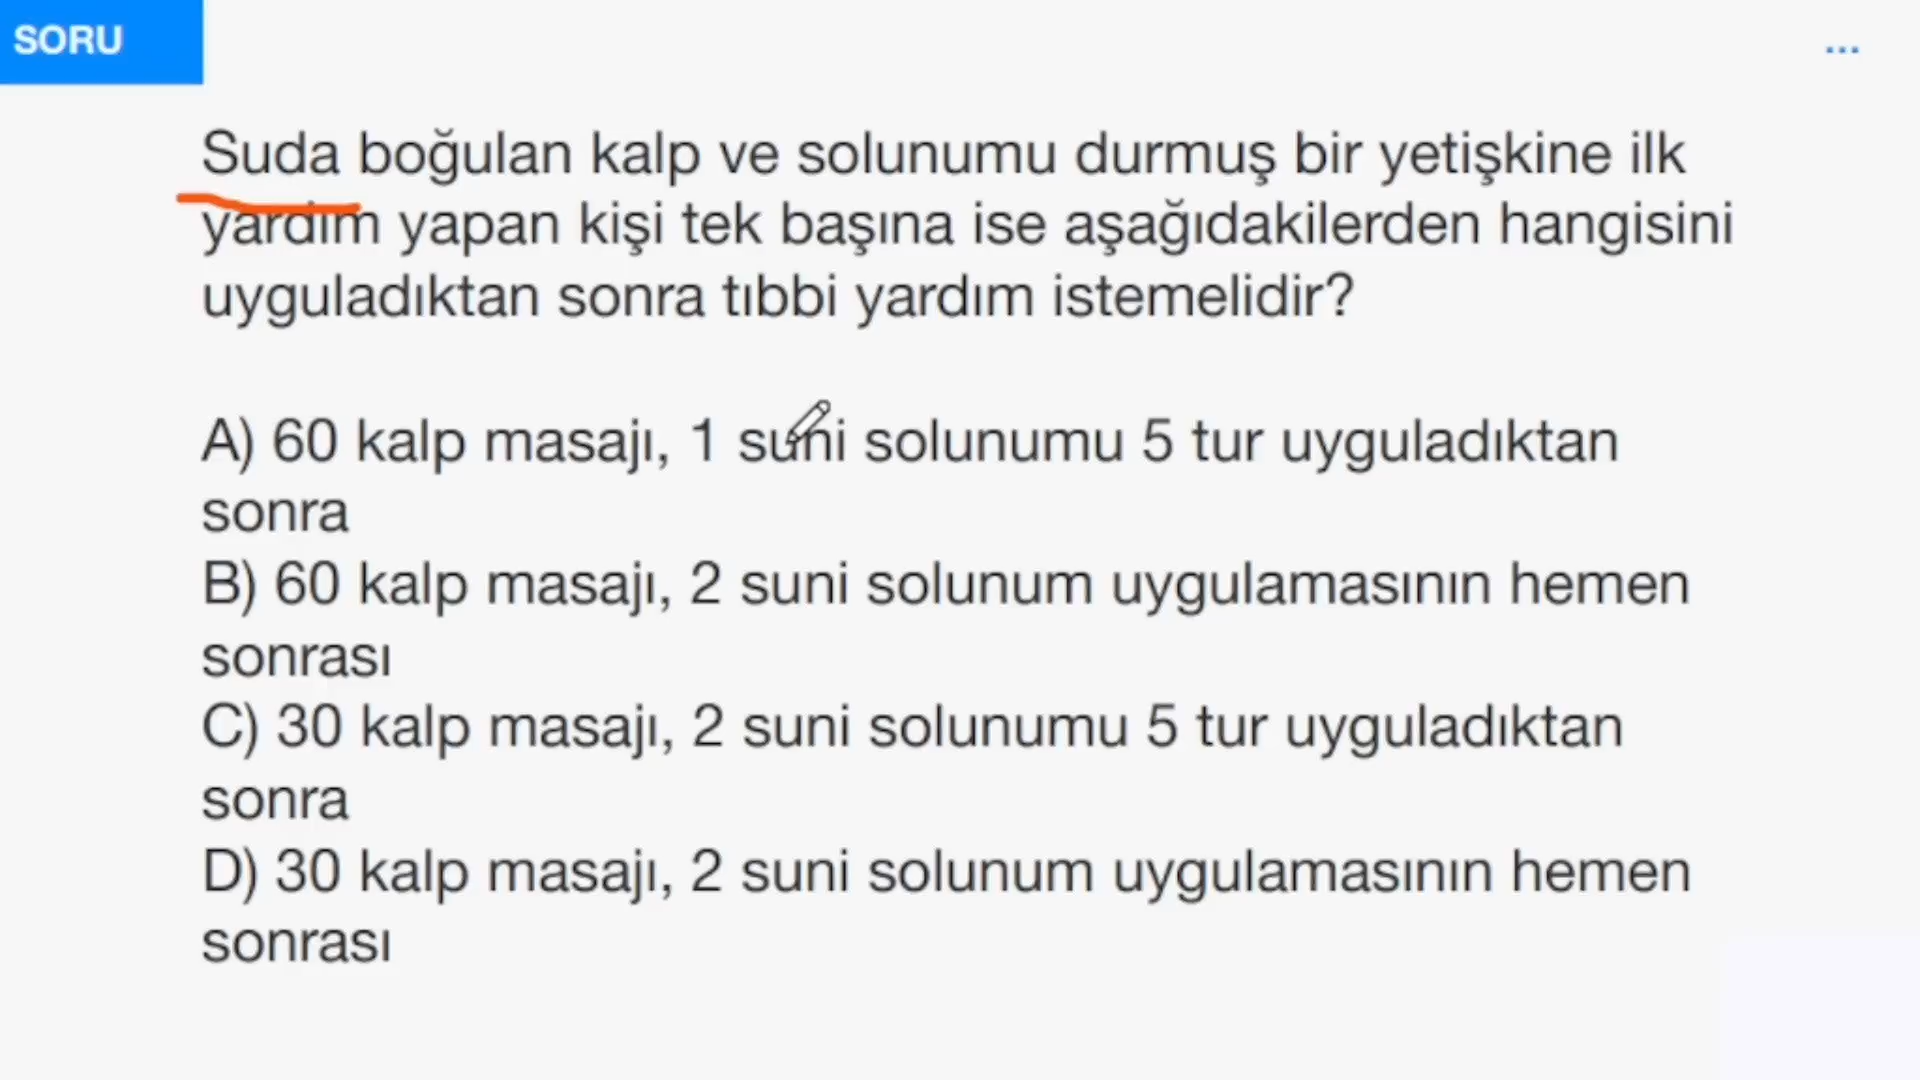 SORU
...
Suda boğulan kalp ve solunumu durmuş bir yetişkine ilk
yardım yapan kişi tek başına ise aşağıdakilerden hangisini
uyguladıktan sonra tıbbi yardım istemelidir?
A) 60 kalp masajı, 1 suni solunumu 5 tur uyguladıktan
sonra
B) 60 kalp masajı, 2 suni solunum uygulamasının hemen
sonrası
C) 30 kalp masajı, 2 suni solunumu 5 tur uyguladıktan
sonra
D) 30 kalp masajı, 2 suni solunum uygulamasının hemen
sonrası